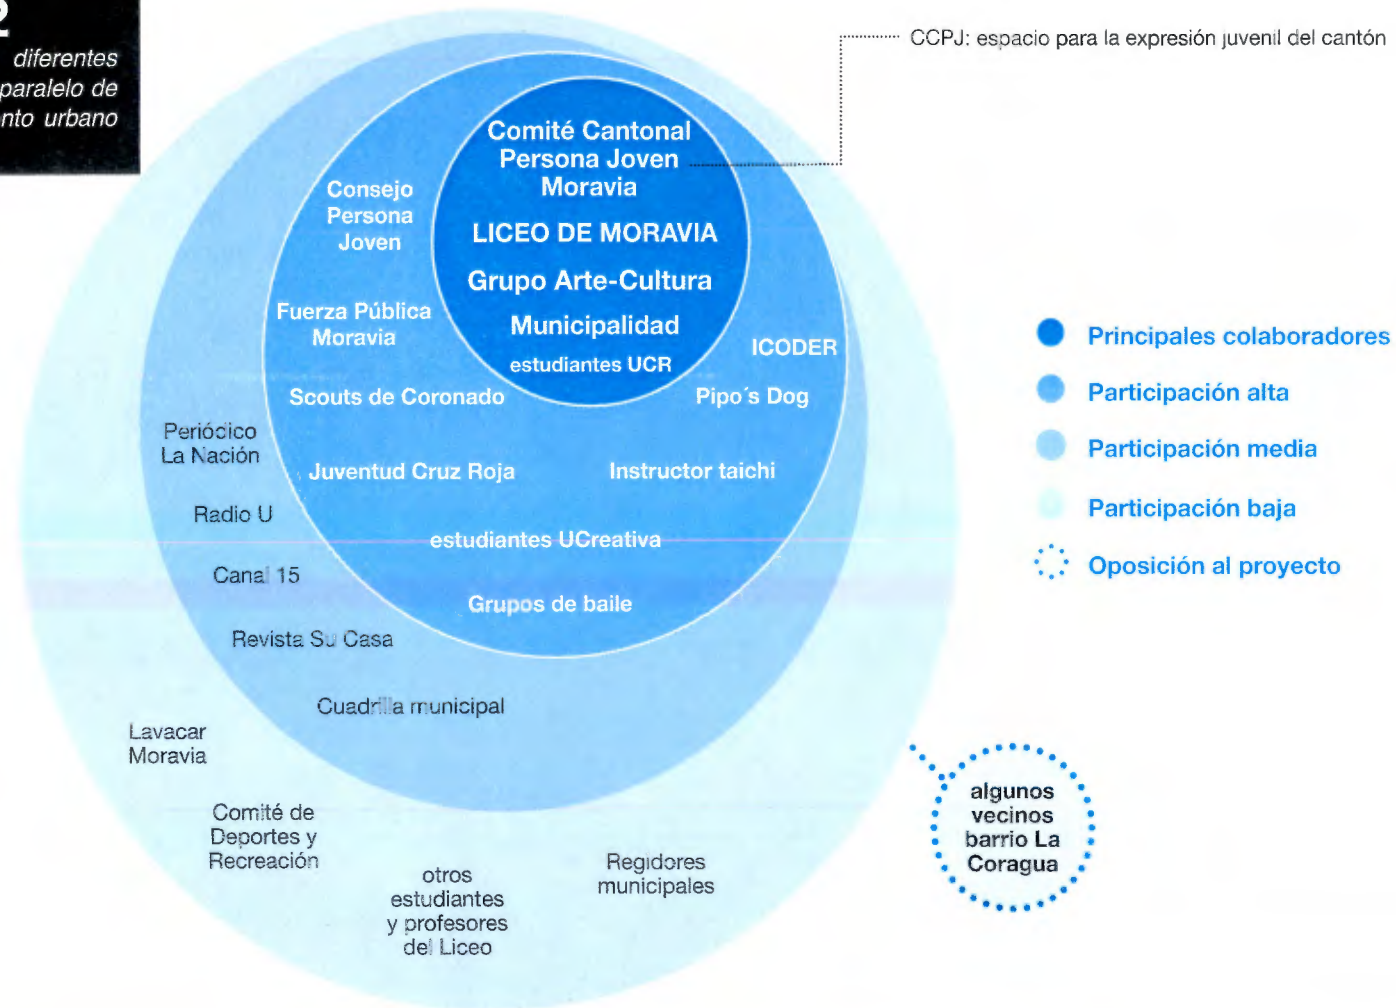 2
diferentes
paralelo de
nto urbano
CCPJ: espacio para la expresión juvenil del cantón
Comité Cantonal
Persona Joven
Moravia
LICEO DE MORAVIA
Grupo Arte-Cultura
Municipalidad
estudiantes UCR
Consejo
Persona
Joven
Fuerza Pública
Moravia
ICODER
Scouts de Coronado
Pipo´s Dog
Juventud Cruz Roja
Instructor taichi
estudiantes UCreativa
Grupos de baile
Periódico
La Nación
Radio U
Canal 15
Revista Su Casa
Cuadrilla municipal
Lavacar
Moravia
Comité de
Deportes y
Recreación
otros
estudiantes
y profesores
del Liceo
Regidores
municipales
algunos
vecinos
barrio La
Coragua
Principales colaboradores
Participación alta
Participación media
Participación baja
Oposición al proyecto